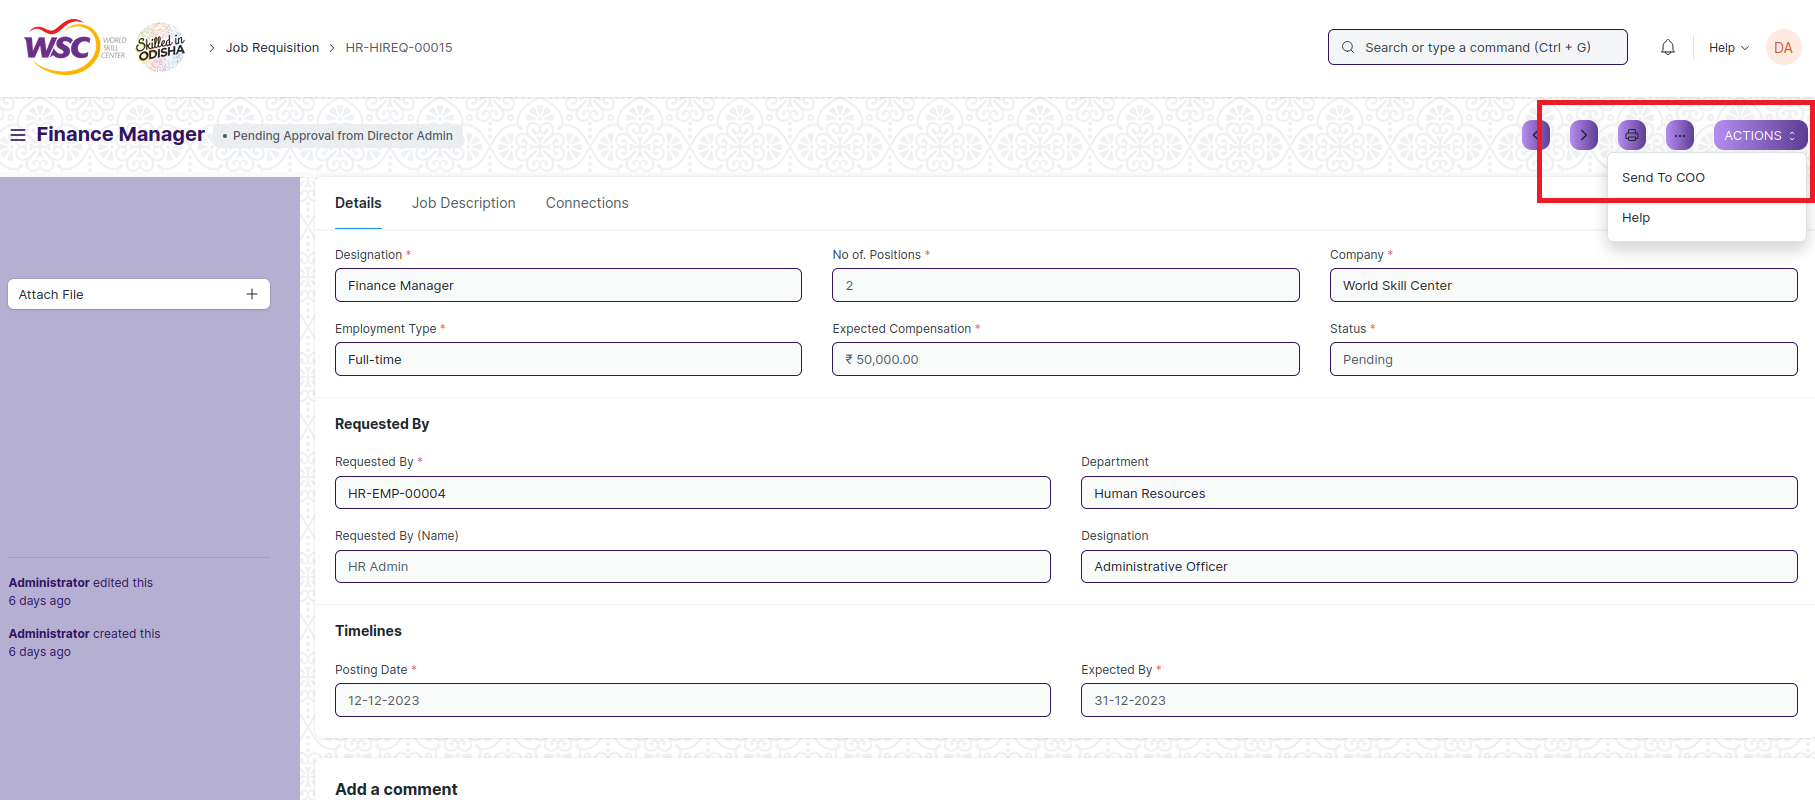 WSC WORLD SKILL CENTER Skilled in ODISHA > Job Requisition > HR-HIREQ-00015
Search or type a command (Ctrl + G)
Help
DA
Finance Manager • Pending Approval from Director Admin
ACTIONS
Send To COO
Help
Attach File +
Administrator edited this
6 days ago
Administrator created this
6 days ago
Details Job Description Connections
Designation * No of. Positions * Company *
Finance Manager 2 World Skill Center
Employment Type * Expected Compensation * Status *
Full-time ₹ 50,000.00 Pending
Requested By
Requested By * Department
HR-EMP-00004 Human Resources
Requested By (Name) Designation
HR Admin Administrative Officer
Timelines
Posting Date * Expected By *
12-12-2023 31-12-2023
Add a comment